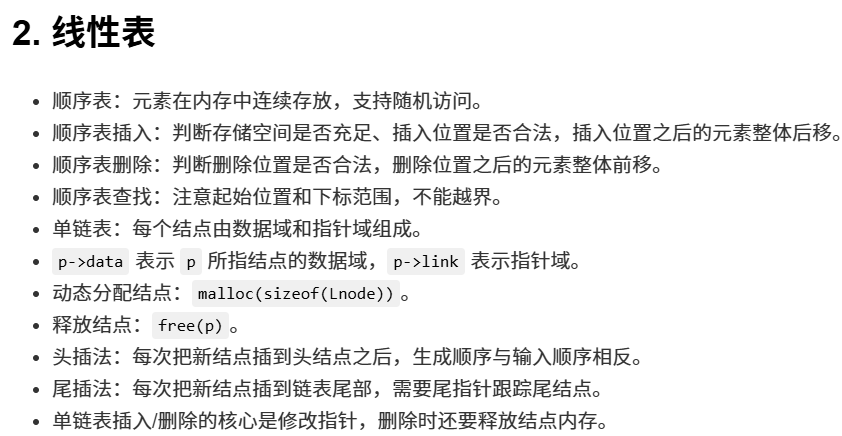 2. 线性表
• 顺序表：元素在内存中连续存放，支持随机访问。
• 顺序表插入：判断存储空间是否充足、插入位置是否合法，插入位置之后的元素整体后移。
• 顺序表删除：判断删除位置是否合法，删除位置之后的元素整体前移。
• 顺序表查找：注意起始位置和下标范围，不能越界。
• 单链表：每个结点由数据域和指针域组成。
• p->data 表示 p 所指结点的数据域，p->link 表示指针域。
• 动态分配结点：malloc(sizeof(Lnode))。
• 释放结点：free(p)。
• 头插法：每次把新结点插到头结点之后，生成顺序与输入顺序相反。
• 尾插法：每次把新结点插到链表尾部，需要尾指针跟踪尾结点。
• 单链表插入/删除的核心是修改指针，删除时还要释放结点内存。